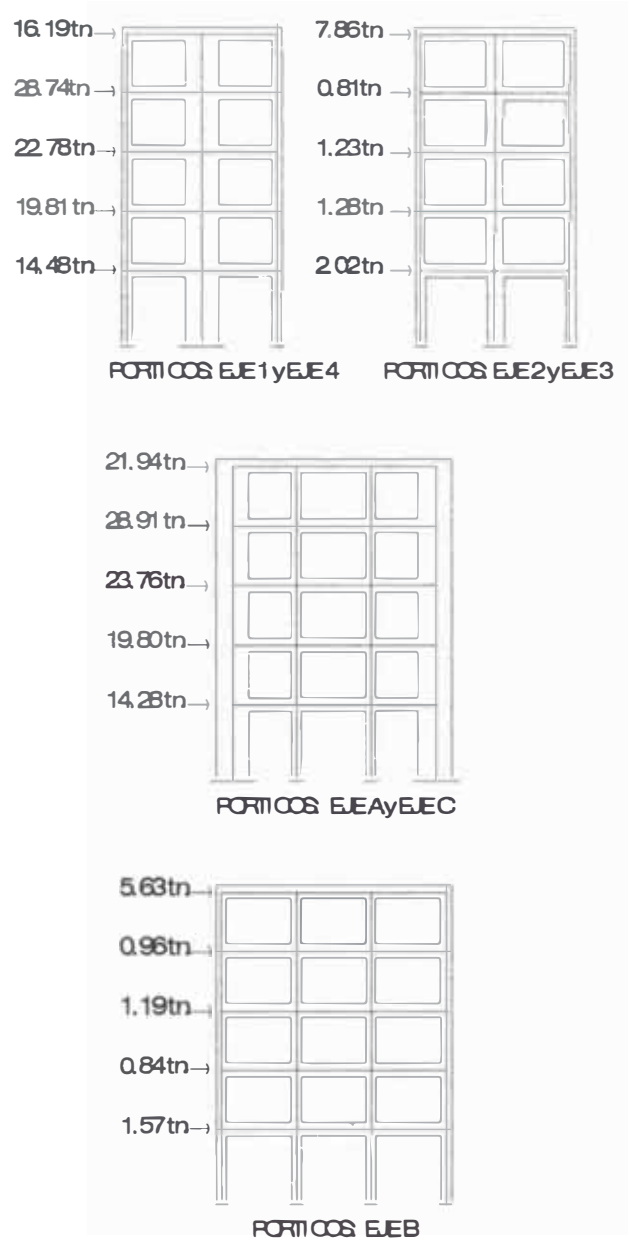 16.19tn
28.74tn
22.78tn
19.81tn
14.48tn
PORTICOS: EJE 1 y EJE 4
7.86tn
0.81tn
1.23tn
1.28tn
2.02tn
PORTICOS: EJE 2 y EJE 3
21.94tn
28.91tn
23.76tn
19.80tn
14.28tn
PORTICOS: EJE A y EJE C
5.63tn
0.96tn
1.19tn
0.84tn
1.57tn
PORTICOS: EJE B